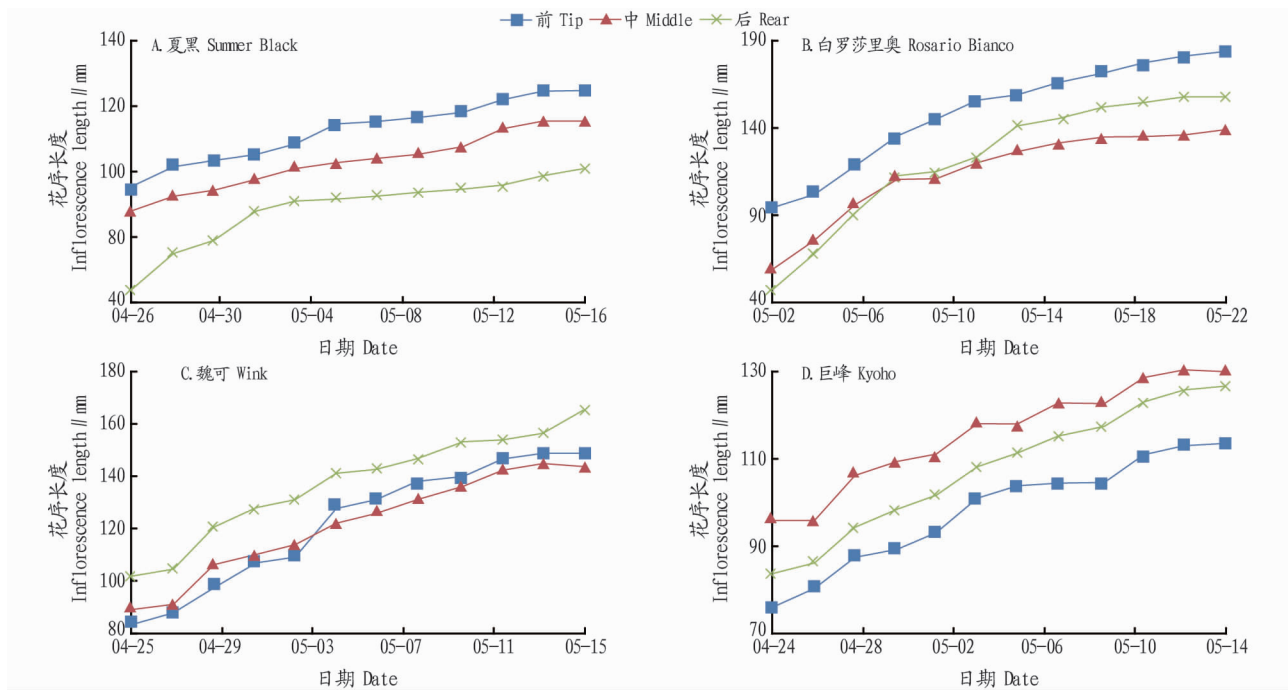 前 Tip 中 Middle 后 Rear
A.夏黑 Summer Black
花序长度
Inflorescence length∥mm
140
120
100
80
40
04-26 04-30 05-04 05-08 05-12 05-16
日期 Date
B.白罗莎里奥 Rosario Bianco
花序长度
Inflorescence length∥mm
190
140
90
40
05-02 05-06 05-10 05-14 05-18 05-22
日期 Date
C.魏可 Wink
花序长度
Inflorescence length∥mm
180
160
140
120
100
80
04-25 04-29 05-03 05-07 05-11 05-15
日期 Date
D.巨峰 Kyoho
花序长度
Inflorescence length∥mm
130
110
90
70
04-24 04-28 05-02 05-06 05-10 05-14
日期 Date